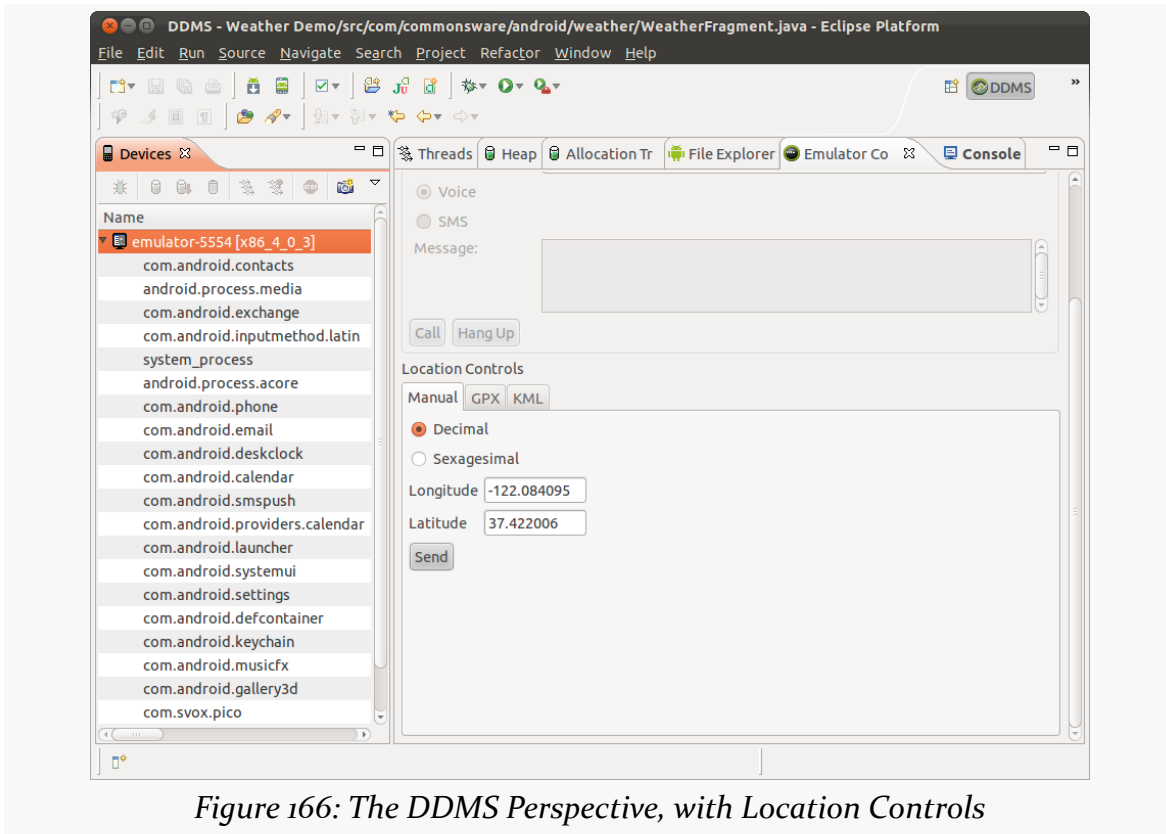 DDMS - Weather Demo/src/com/commonsware/android/weather/WeatherFragment.java - Eclipse Platform
File Edit Run Source Navigate Search Project Refactor Window Help
DDMS
Devices
Threads Heap Allocation Tr File Explorer Emulator Co Console
Name
emulator-5554 [x86_4_0_3]
com.android.contacts
android.process.media
com.android.exchange
com.android.inputmethod.latin
system_process
android.process.acore
com.android.phone
com.android.email
com.android.deskclock
com.android.calendar
com.android.smspush
com.android.providers.calendar
com.android.launcher
com.android.systemui
com.android.settings
com.android.defcontainer
com.android.keychain
com.android.musicfx
com.android.gallery3d
com.svox.pico
Voice
SMS
Message:
Call Hang Up
Location Controls
Manual GPX KML
Decimal
Sexagesimal
Longitude -122.084095
Latitude 37.422006
Send
Figure 166: The DDMS Perspective, with Location Controls